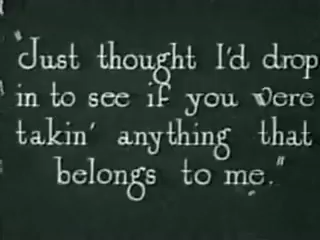 "Just thought I'd drop
in to see if you were
takin' anything that
belongs to me."